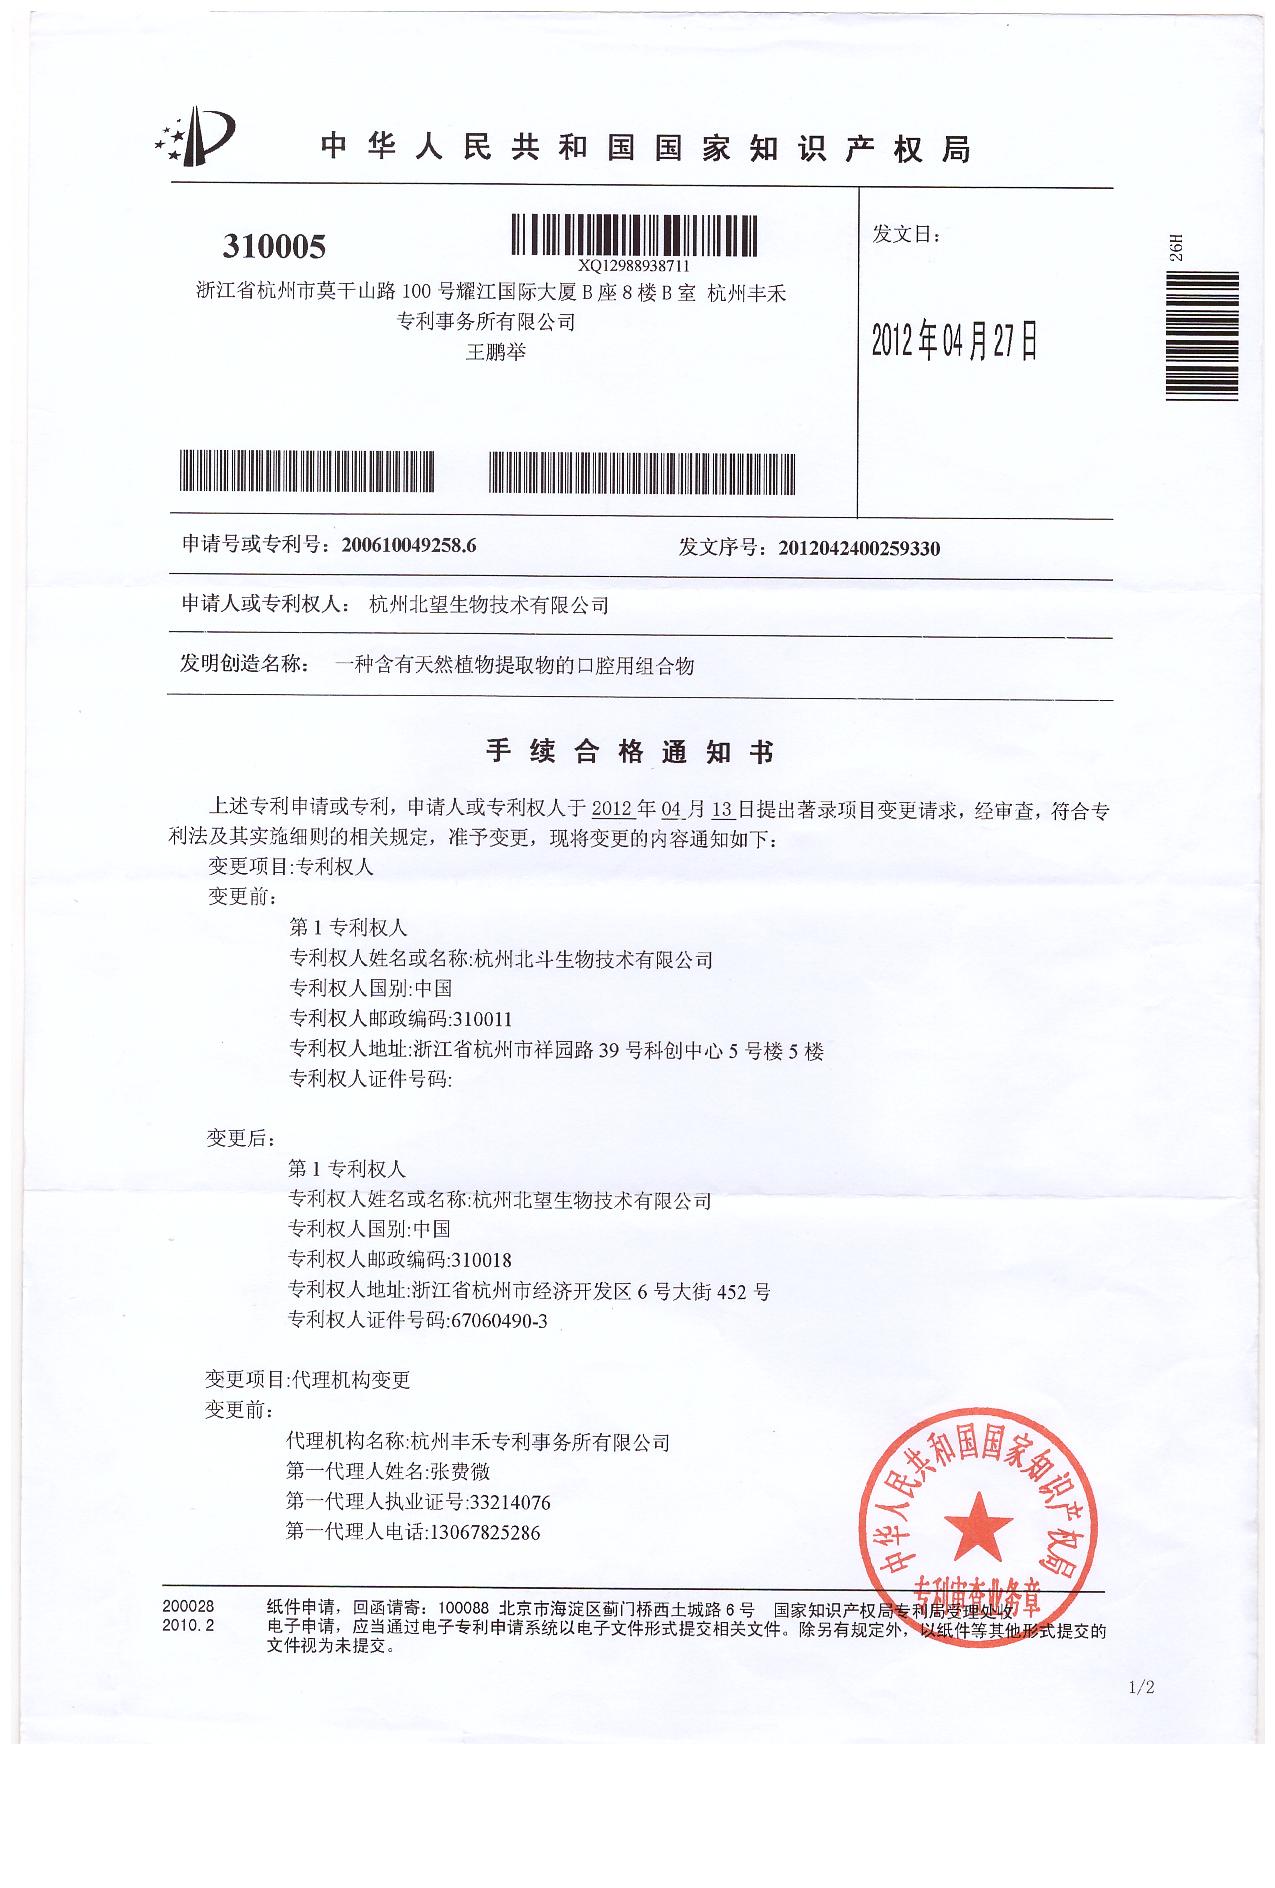 中华人民共和国国家知识产权局
310005
XQ12988938711
浙江省杭州市莫干山路 100 号耀江国际大厦 B 座 8 楼 B 室 杭州丰禾
专利事务所有限公司
王鹏举
发文日：
2012 年 04 月 27 日
26H
申请号或专利号：200610049258.6
发文序号：2012042400259330
申请人或专利权人： 杭州北望生物技术有限公司
发明创造名称： 一种含有天然植物提取物的口腔用组合物
手续合格通知书
上述专利申请或专利，申请人或专利权人于 2012 年 04 月 13 日提出著录项目变更请求，经审查，符合专
利法及其实施细则的相关规定，准予变更，现将变更的内容通知如下：
变更项目:专利权人
变更前：
第 1 专利权人
专利权人姓名或名称:杭州北斗生物技术有限公司
专利权人国别:中国
专利权人邮政编码:310011
专利权人地址:浙江省杭州市祥园路 39 号科创中心 5 号楼 5 楼
专利权人证件号码:
变更后：
第 1 专利权人
专利权人姓名或名称:杭州北望生物技术有限公司
专利权人国别:中国
专利权人邮政编码:310018
专利权人地址:浙江省杭州市经济开发区 6 号大街 452 号
专利权人证件号码:67060490-3
变更项目:代理机构变更
变更前：
代理机构名称:杭州丰禾专利事务所有限公司
第一代理人姓名:张费微
第一代理人执业证号:33214076
第一代理人电话:13067825286
中华人民共和国国家知识产权局
专利审查业务章
200028
2010.2
纸件申请，回函请寄：100088 北京市海淀区蓟门桥西土城路 6 号 国家知识产权局专利局受理处收
电子申请，应当通过电子专利申请系统以电子文件形式提交相关文件。除另有规定外，以纸件等其他形式提交的
文件视为未提交。
1/2